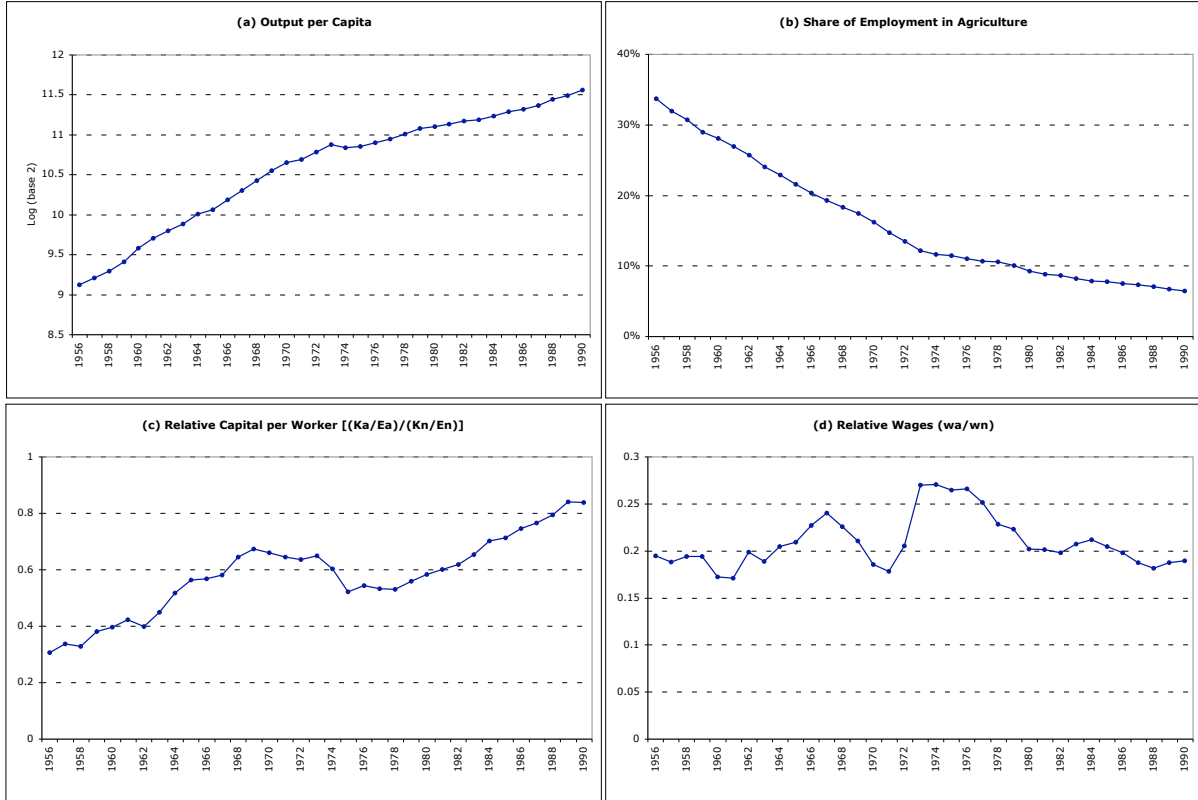 (a) Output per Capita
12
11.5
11
10.5
10
9.5
9
8.5
Log (base 2)
1956 1958 1960 1962 1964 1966 1968 1970 1972 1974 1976 1978 1980 1982 1984 1986 1988 1990
(b) Share of Employment in Agriculture
40%
30%
20%
10%
0%
1956 1958 1960 1962 1964 1966 1968 1970 1972 1974 1976 1978 1980 1982 1984 1986 1988 1990
(c) Relative Capital per Worker [(Ka/Ea)/(Kn/En)]
1
0.8
0.6
0.4
0.2
0
1956 1958 1960 1962 1964 1966 1968 1970 1972 1974 1976 1978 1980 1982 1984 1986 1988 1990
(d) Relative Wages (wa/wn)
0.3
0.25
0.2
0.15
0.1
0.05
0
1956 1958 1960 1962 1964 1966 1968 1970 1972 1974 1976 1978 1980 1982 1984 1986 1988 1990